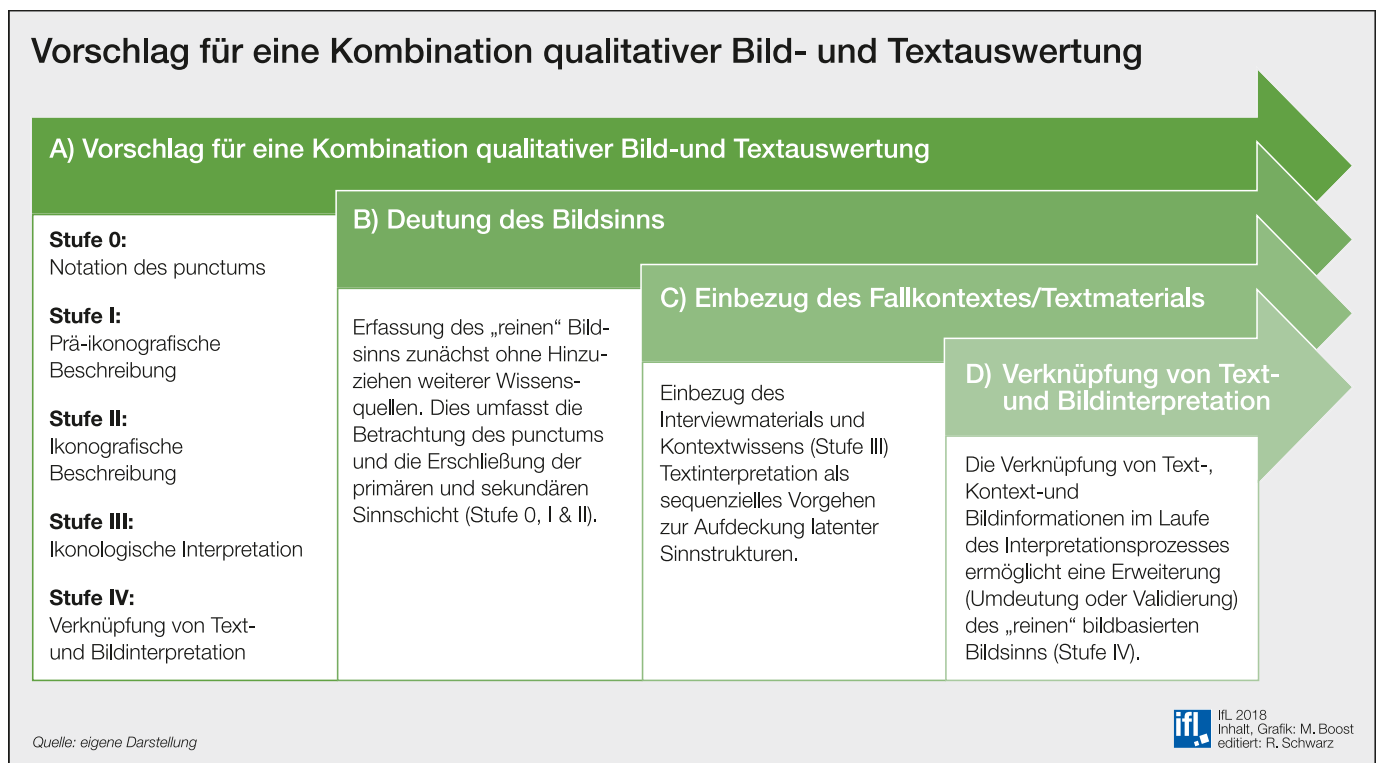 Vorschlag für eine Kombination qualitativer Bild- und Textauswertung
A) Vorschlag für eine Kombination qualitativer Bild-und Textauswertung
Stufe 0:
Notation des punctums
Stufe I:
Prä-ikonografische
Beschreibung
Stufe II:
Ikonografische
Beschreibung
Stufe III:
Ikonologische Interpretation
Stufe IV:
Verknüpfung von Text-
und Bildinterpretation
B) Deutung des Bildsinns
Erfassung des „reinen“ Bild-
sinns zunächst ohne Hinzu-
ziehen weiterer Wissens-
quellen. Dies umfasst die
Betrachtung des punctums
und die Erschließung der
primären und sekundären
Sinnschicht (Stufe 0, I & II).
C) Einbezug des Fallkontextes/Textmaterials
Einbezug des
Interviewmaterials und
Kontextwissens (Stufe III)
Textinterpretation als
sequenzielles Vorgehen
zur Aufdeckung latenter
Sinnstrukturen.
D) Verknüpfung von Text-
und Bildinterpretation
Die Verknüpfung von Text-,
Kontext-und
Bildinformationen im Laufe
des Interpretationsprozesses
ermöglicht eine Erweiterung
(Umdeutung oder Validierung)
des „reinen“ bildbasierten
Bildsinns (Stufe IV).
Quelle: eigene Darstellung
ifl
IfL 2018
Inhalt, Grafik: M. Boost
editiert: R. Schwarz